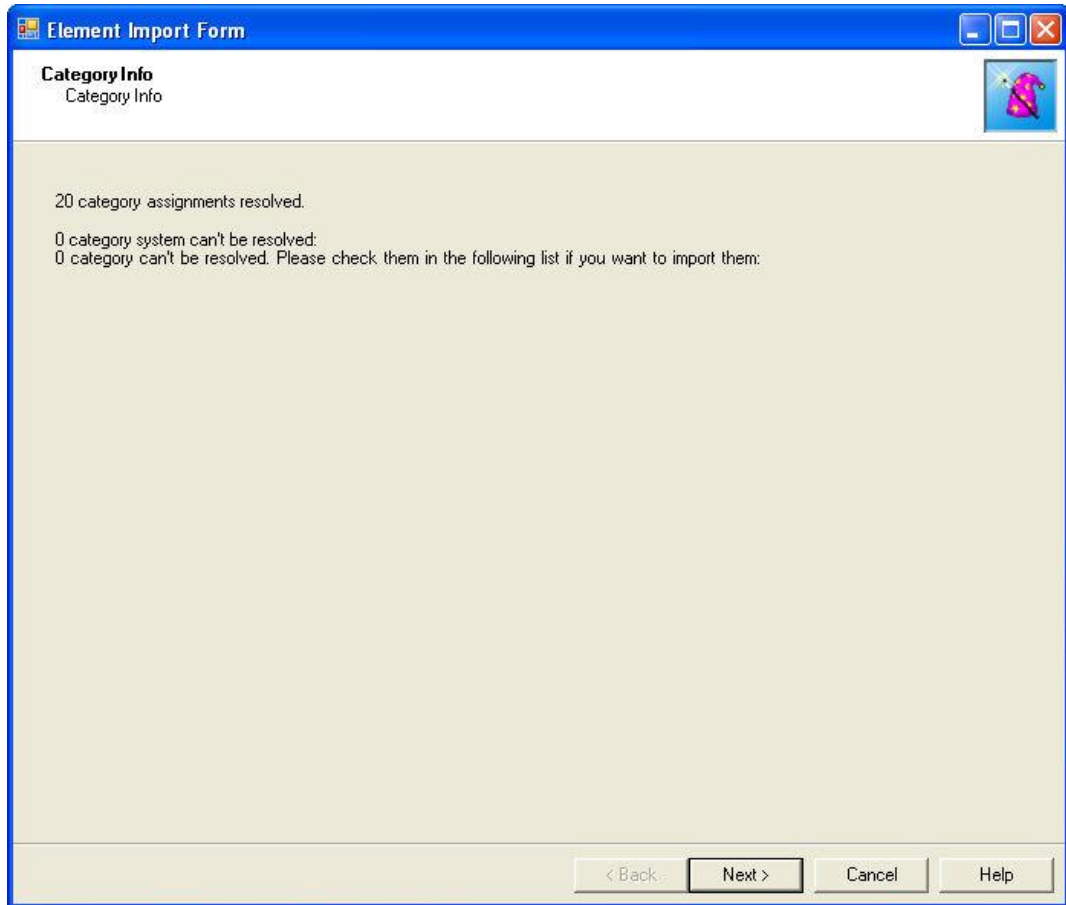 Element Import Form
Category Info
Category Info
20 category assignments resolved.
0 category system can't be resolved:
0 category can't be resolved. Please check them in the following list if you want to import them:
< Back
Next >
Cancel
Help